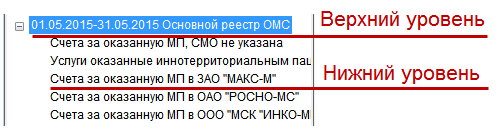 01.05.2015-31.05.2015 Основной реестр ОМС
Верхний уровень
Счета за оказанную МП, СМО не указана
Услуги оказанные иннотерриториальным пац
Нижний уровень
Счета за оказанную МП в ЗАО "МАКС-М"
Счета за оказанную МП в ОАО "РОСНО-МС"
Счета за оказанную МП в ООО "МСК "ИНКО-М